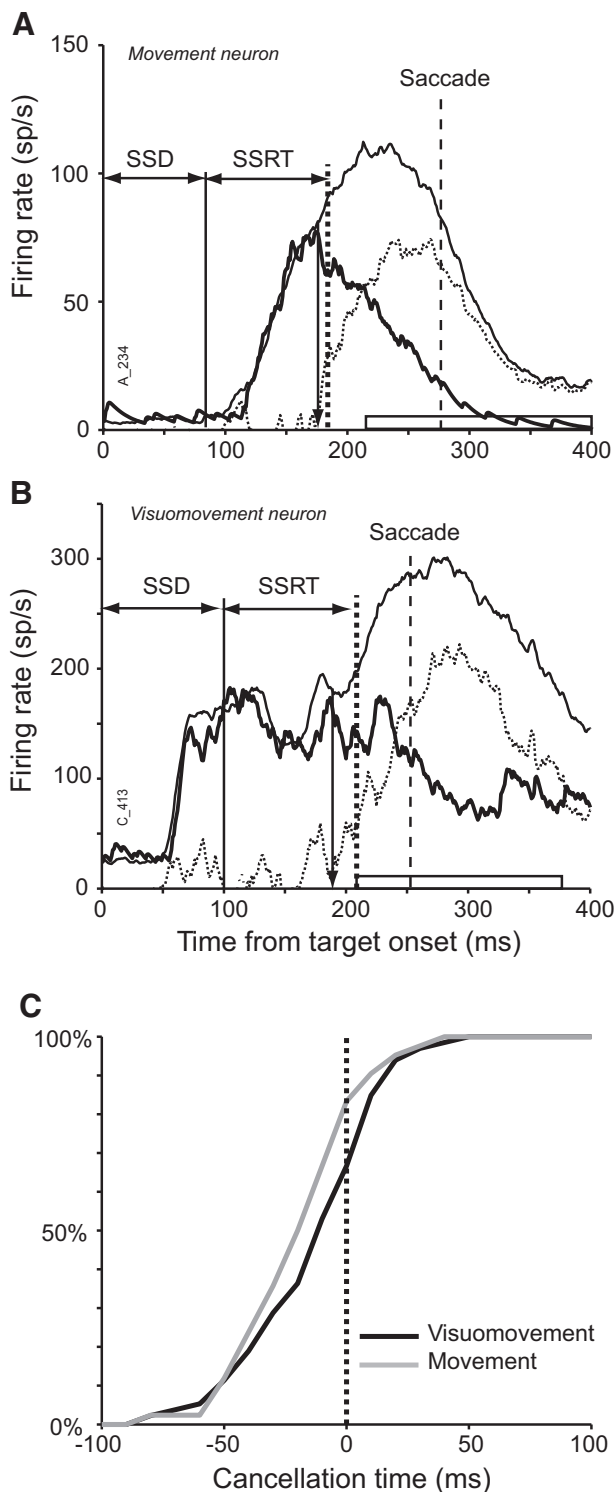 A
Movement neuron
150
100
50
0
Firing rate (sp/s)
SSD
SSRT
Saccade
A_234
0
100
200
300
400
B
Visuomovement neuron
300
200
100
0
Firing rate (sp/s)
SSD
SSRT
Saccade
C_413
0
100
200
300
400
Time from target onset (ms)
C
100%
50%
0%
Visuomovement
Movement
-100
-50
0
50
100
Cancellation time (ms)